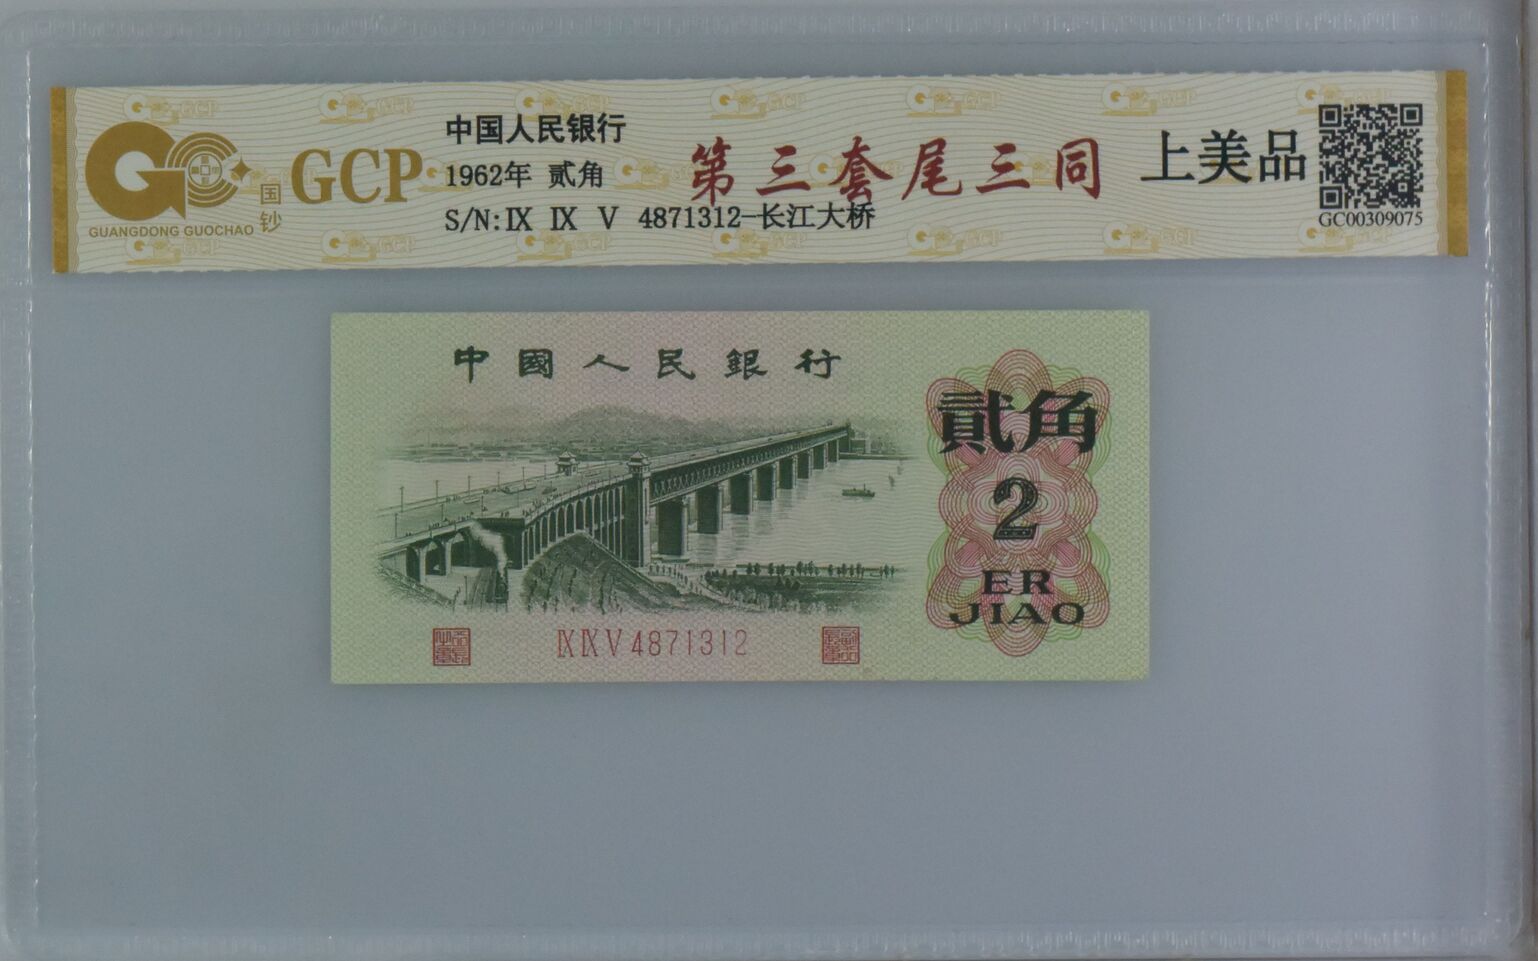 国钞
GUANGDONG GUOCHAO
GCP
中国人民银行
1962年 贰角
S/N:Ⅸ Ⅸ Ⅴ 4871312-长江大桥
第三套尾三同
上美品
GC00309075
中國人民銀行
貳角
2
ER
JIAO
ⅨⅨⅤ4871312